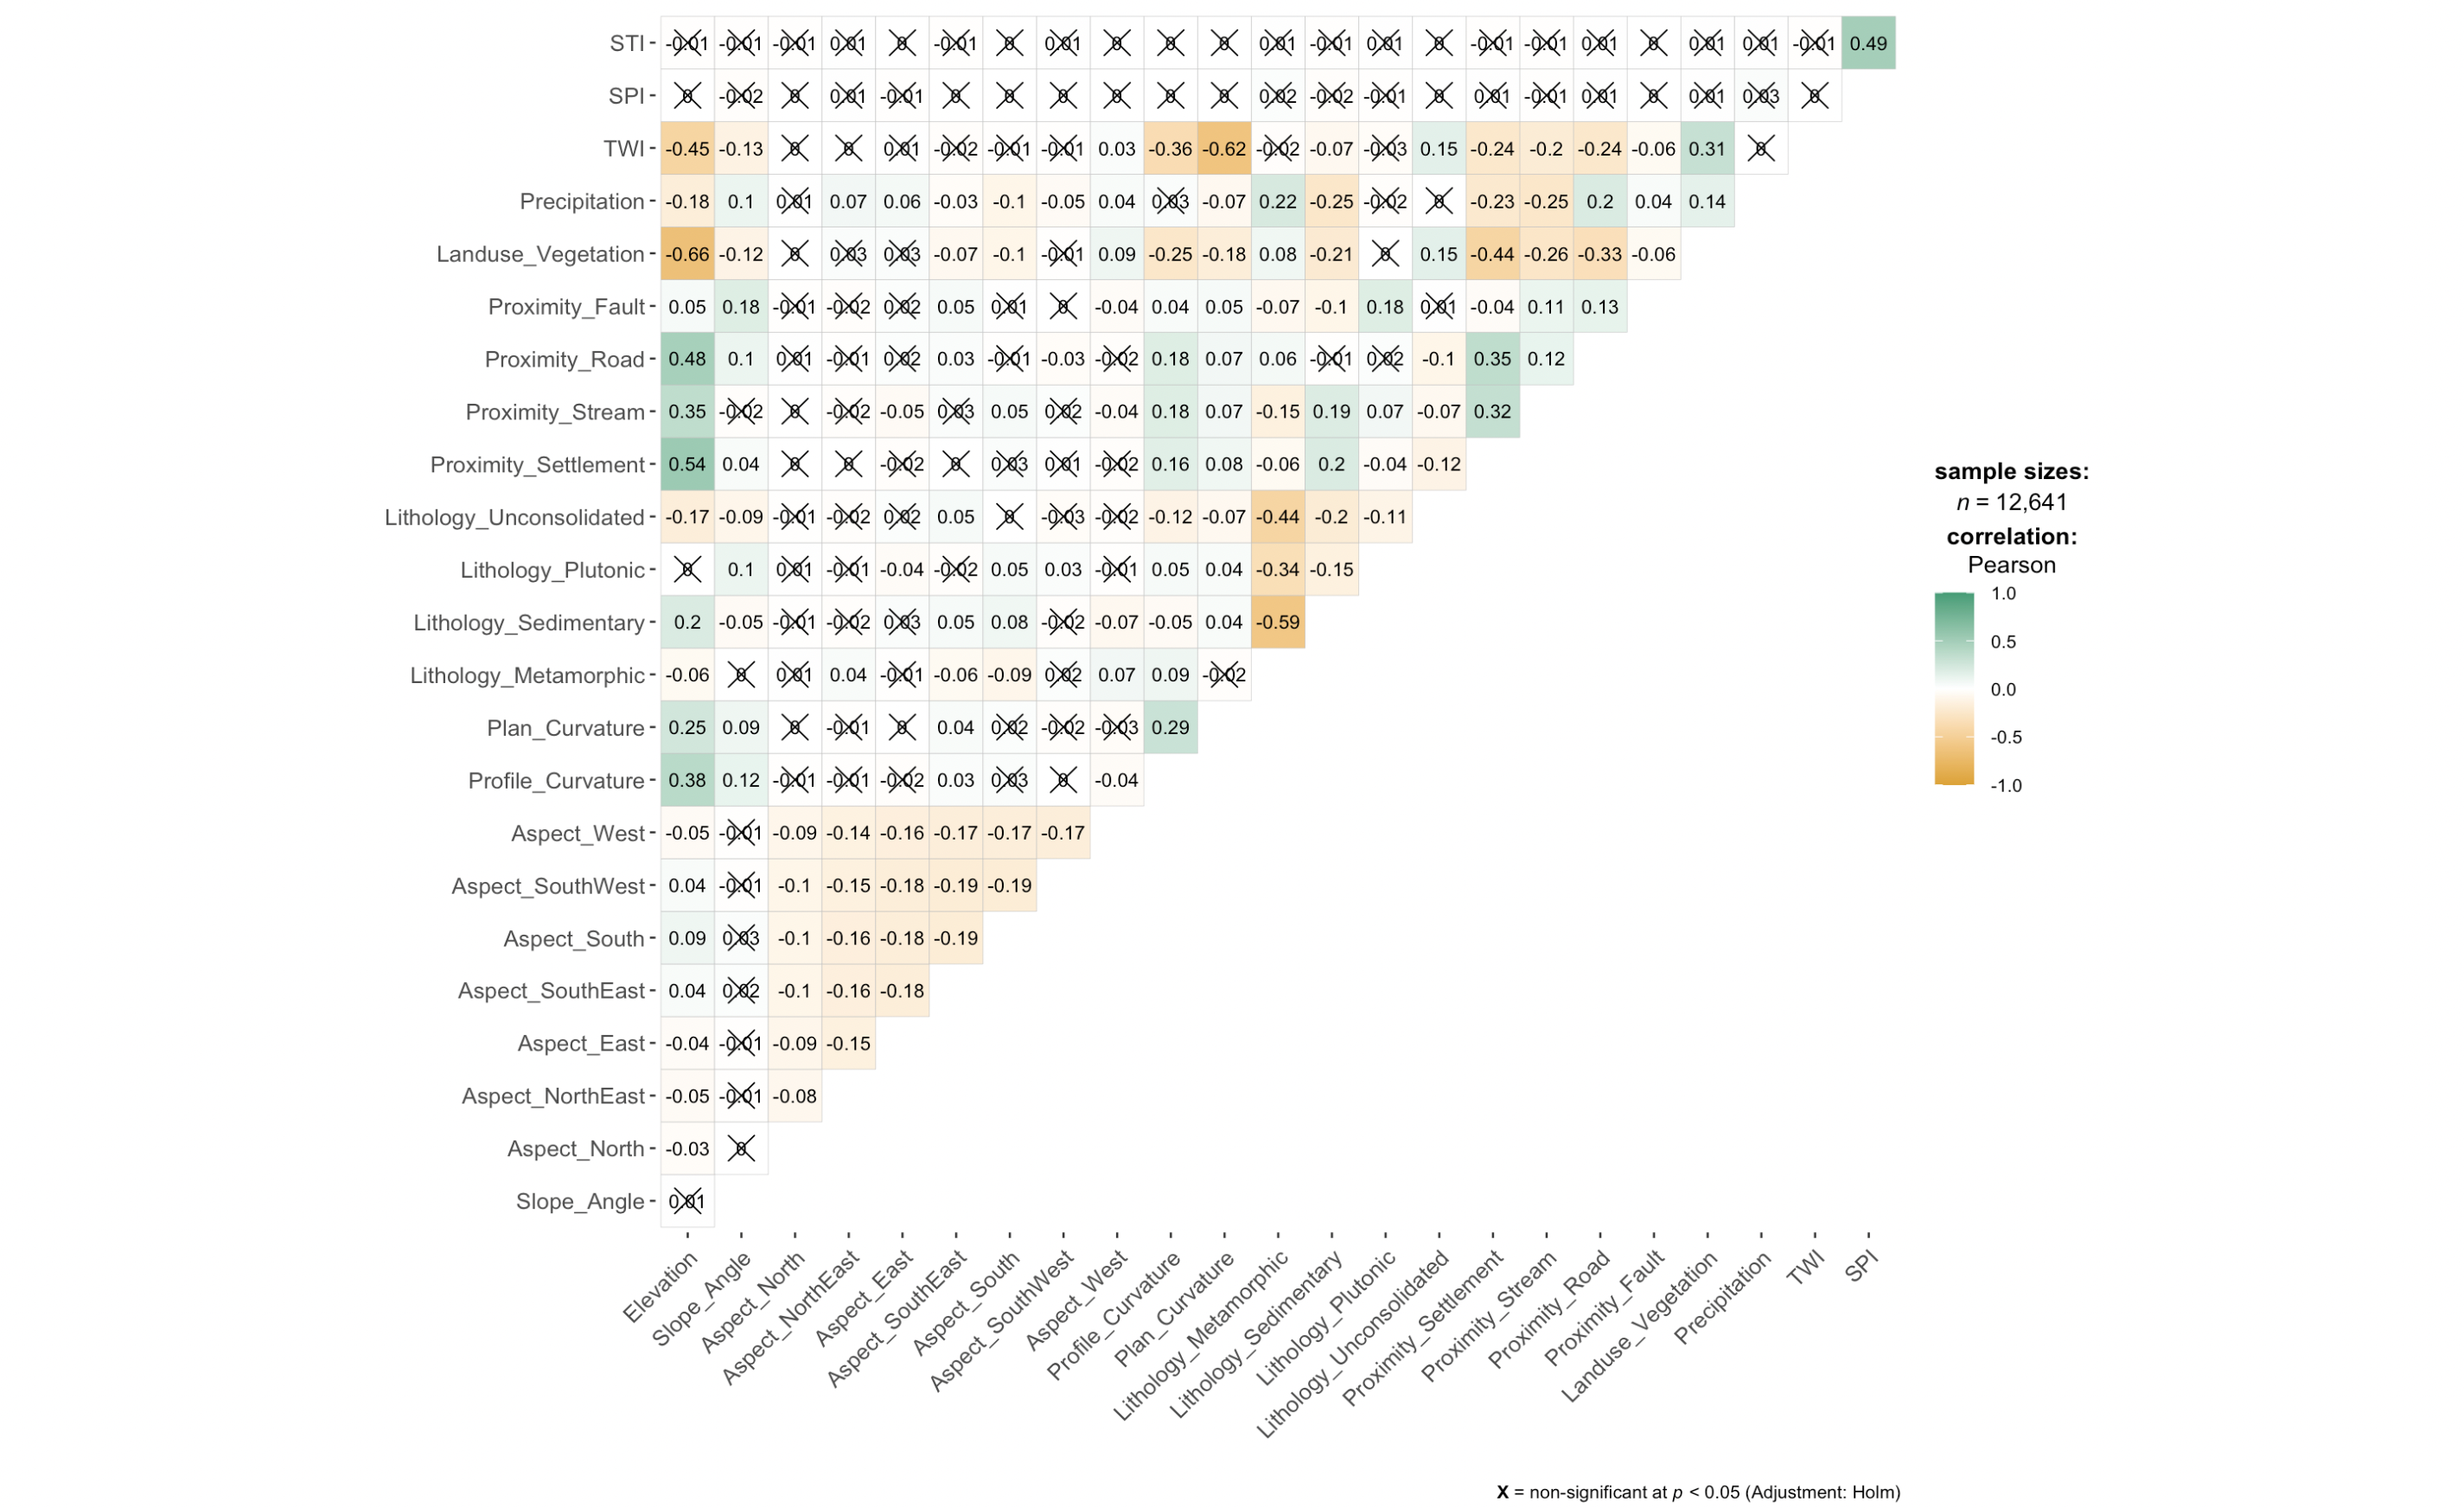 STI -0.01 -0.01 -0.01 0.01 0 -0.01 0 0.01 0 0 0 0.01 -0.01 0.01 0 -0.01 -0.01 0.01 0 0.01 0.01 -0.01 0.49
SPI 0 -0.02 0 0.01 -0.01 0 0 0 0 0 0 0.02 -0.02 -0.01 0 0.01 -0.01 0.01 0 0.01 0.03 0
TWI -0.45 -0.13 0 0 0.01 -0.02 -0.01 -0.01 0.03 -0.36 -0.62 -0.02 -0.07 -0.03 0.15 -0.24 -0.2 -0.24 -0.06 0.31 0
Precipitation -0.18 0.1 0.01 0.07 0.06 -0.03 -0.1 -0.05 0.04 0.03 -0.07 0.22 -0.25 -0.02 0 -0.23 -0.25 0.2 0.04 0.14
Landuse_Vegetation -0.66 -0.12 0 0.03 0.03 -0.07 -0.1 -0.01 0.09 -0.25 -0.18 0.08 -0.21 0 0.15 -0.44 -0.26 -0.33 -0.06
Proximity_Fault 0.05 0.18 -0.01 -0.02 0.02 0.05 0.01 0 -0.04 0.04 0.05 -0.07 -0.1 0.18 0.01 -0.04 0.11 0.13
Proximity_Road 0.48 0.1 0.01 -0.01 0.02 0.03 -0.01 -0.03 -0.02 0.18 0.07 0.06 -0.01 0.02 -0.1 0.35 0.12
Proximity_Stream 0.35 -0.02 0 -0.02 -0.05 0.03 0.05 0.02 -0.04 0.18 0.07 -0.15 0.19 0.07 -0.07 0.32
Proximity_Settlement 0.54 0.04 0 0 -0.02 0 0.03 0.01 -0.02 0.16 0.08 -0.06 0.2 -0.04 -0.12
Lithology_Unconsolidated -0.17 -0.09 -0.01 -0.02 0.02 0.05 0 -0.03 -0.02 -0.12 -0.07 -0.44 -0.2 -0.11
Lithology_Plutonic 0 0.1 0.01 -0.01 -0.04 -0.02 0.05 0.03 -0.01 0.05 0.04 -0.34 -0.15
Lithology_Sedimentary 0.2 -0.05 -0.01 -0.02 0.03 0.05 0.08 -0.02 -0.07 -0.05 0.04 -0.59
Lithology_Metamorphic -0.06 0 0.01 0.04 -0.01 -0.06 -0.09 0.02 0.07 0.09 -0.02
Plan_Curvature 0.25 0.09 0 -0.01 0 0.04 0.02 -0.02 -0.03 0.29
Profile_Curvature 0.38 0.12 -0.01 -0.01 -0.02 0.03 0.03 0 -0.04
Aspect_West -0.05 -0.01 -0.09 -0.14 -0.16 -0.17 -0.17 -0.17
Aspect_SouthWest 0.04 -0.01 -0.1 -0.15 -0.18 -0.19 -0.19
Aspect_South 0.09 0.03 -0.1 -0.16 -0.18 -0.19
Aspect_SouthEast 0.04 0.02 -0.1 -0.16 -0.18
Aspect_East -0.04 -0.01 -0.09 -0.15
Aspect_NorthEast -0.05 -0.01 -0.08
Aspect_North -0.03 0
Slope_Angle 0.01
Elevation
Slope_Angle
Aspect_North
Aspect_NorthEast
Aspect_East
Aspect_SouthEast
Aspect_South
Aspect_SouthWest
Aspect_West
Profile_Curvature
Plan_Curvature
Lithology_Metamorphic
Lithology_Sedimentary
Lithology_Plutonic
Lithology_Unconsolidated
Proximity_Settlement
Proximity_Stream
Proximity_Road
Proximity_Fault
Landuse_Vegetation
Precipitation
TWI
SPI
sample sizes:
n = 12,641
correlation:
Pearson
1.0
0.5
0.0
-0.5
-1.0
X = non-significant at p < 0.05 (Adjustment: Holm)